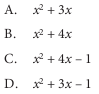 A. x² + 3x
B. x² + 4x
C. x² + 4x – 1
D. x² + 3x – 1